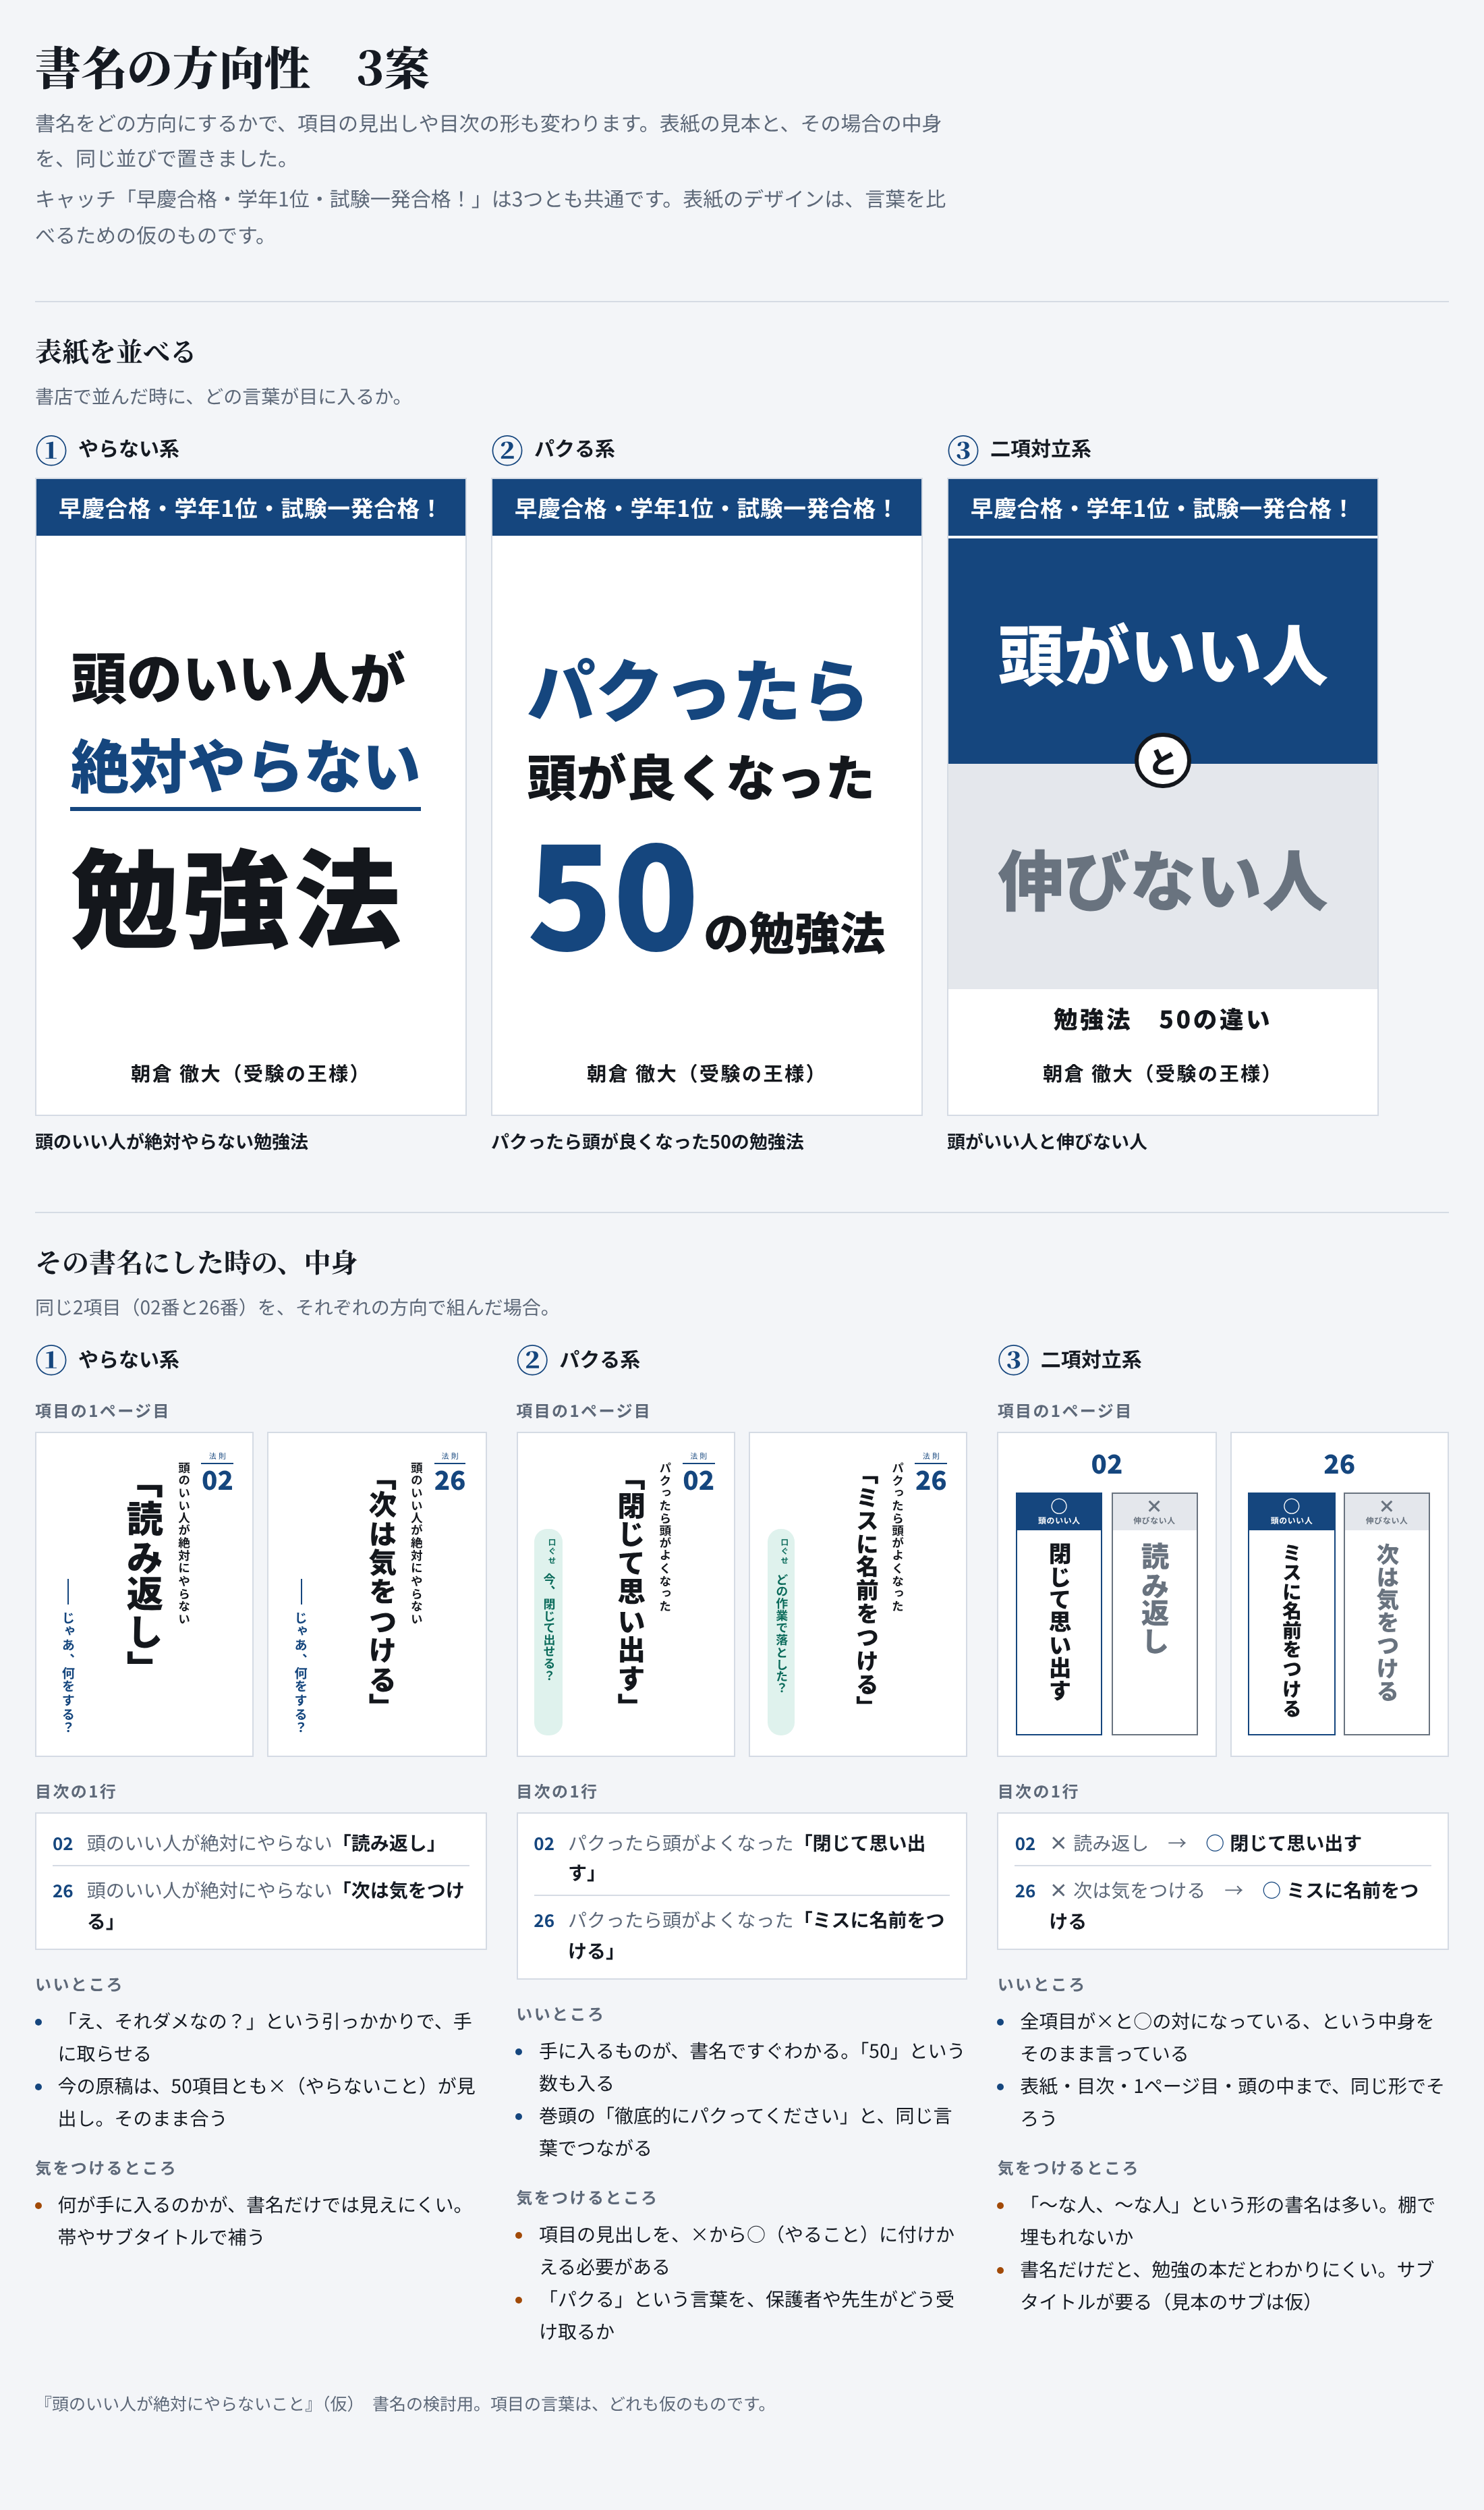 書名の方向性　3案
書名をどの方向にするかで、項目の見出しや目次の形も変わります。表紙の見本と、その場合の中身
を、同じ並びで置きました。
キャッチ「早慶合格・学年1位・試験一発合格！」は3つとも共通です。表紙のデザインは、言葉を比
べるための仮のものです。
表紙を並べる
書店で並んだ時に、どの言葉が目に入るか。
① やらない系
早慶合格・学年1位・試験一発合格！
頭のいい人が
絶対やらない
勉強法
朝倉 徹大（受験の王様）
頭のいい人が絶対やらない勉強法
② パクる系
早慶合格・学年1位・試験一発合格！
パクったら
頭が良くなった
50の勉強法
朝倉 徹大（受験の王様）
パクったら頭が良くなった50の勉強法
③ 二項対立系
早慶合格・学年1位・試験一発合格！
頭がいい人
と
伸びない人
勉強法　50の違い
朝倉 徹大（受験の王様）
頭がいい人と伸びない人
その書名にした時の、中身
同じ2項目（02番と26番）を、それぞれの方向で組んだ場合。
① やらない系
項目の1ページ目
法則
02
頭のいい人が絶対にやらない
「読み返し」
── じゃあ、何をする？
法則
26
頭のいい人が絶対にやらない
「次は気をつける」
── じゃあ、何をする？
目次の1行
02 頭のいい人が絶対にやらない「読み返し」
26 頭のいい人が絶対にやらない「次は気をつけ
る」
いいところ
• 「え、それダメなの？」という引っかかりで、手
に取らせる
• 今の原稿は、50項目とも×（やらないこと）が見
出し。そのまま合う
気をつけるところ
• 何が手に入るのかが、書名だけでは見えにくい。
帯やサブタイトルで補う
② パクる系
項目の1ページ目
法則
02
パクったら頭がよくなった
「閉じて思い出す」
口ぐせ 今、閉じて出せる？
法則
26
パクったら頭がよくなった
「ミスに名前をつける」
口ぐせ どの作業で落とした？
目次の1行
02 パクったら頭がよくなった「閉じて思い出
す」
26 パクったら頭がよくなった「ミスに名前をつ
ける」
いいところ
• 手に入るものが、書名ですぐわかる。「50」という
数も入る
• 巻頭の「徹底的にパクってください」と、同じ言
葉でつながる
気をつけるところ
• 項目の見出しを、×から○（やること）に付けか
える必要がある
• 「パクる」という言葉を、保護者や先生がどう受
け取るか
③ 二項対立系
項目の1ページ目
02
○
頭のいい人
閉じて思い出す
×
伸びない人
読み返し
26
○
頭のいい人
ミスに名前をつける
×
伸びない人
次は気をつける
目次の1行
02 × 読み返し　→　○ 閉じて思い出す
26 × 次は気をつける　→　○ ミスに名前をつ
ける
いいところ
• 全項目が×と○の対になっている、という中身を
そのまま言っている
• 表紙・目次・1ページ目・頭の中まで、同じ形でそ
ろう
気をつけるところ
• 「〜な人、〜な人」という形の書名は多い。棚で
埋もれないか
• 書名だけだと、勉強の本だとわかりにくい。サブ
タイトルが要る（見本のサブは仮）
『頭のいい人が絶対にやらないこと』（仮）　書名の検討用。項目の言葉は、どれも仮のものです。